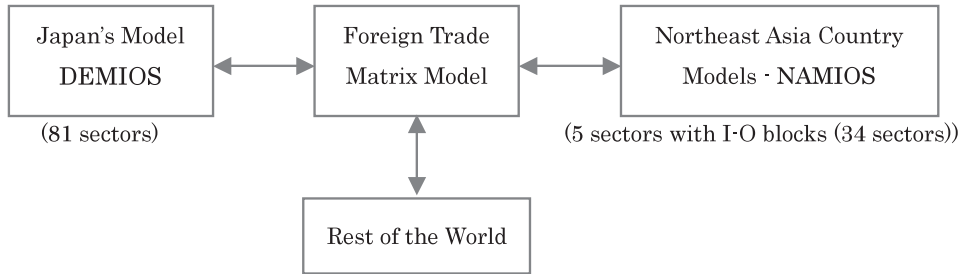 Japan's Model
DEMIOS
(81 sectors)
Foreign Trade
Matrix Model
Northeast Asia Country
Models - NAMIOS
(5 sectors with I-O blocks (34 sectors))
Rest of the World